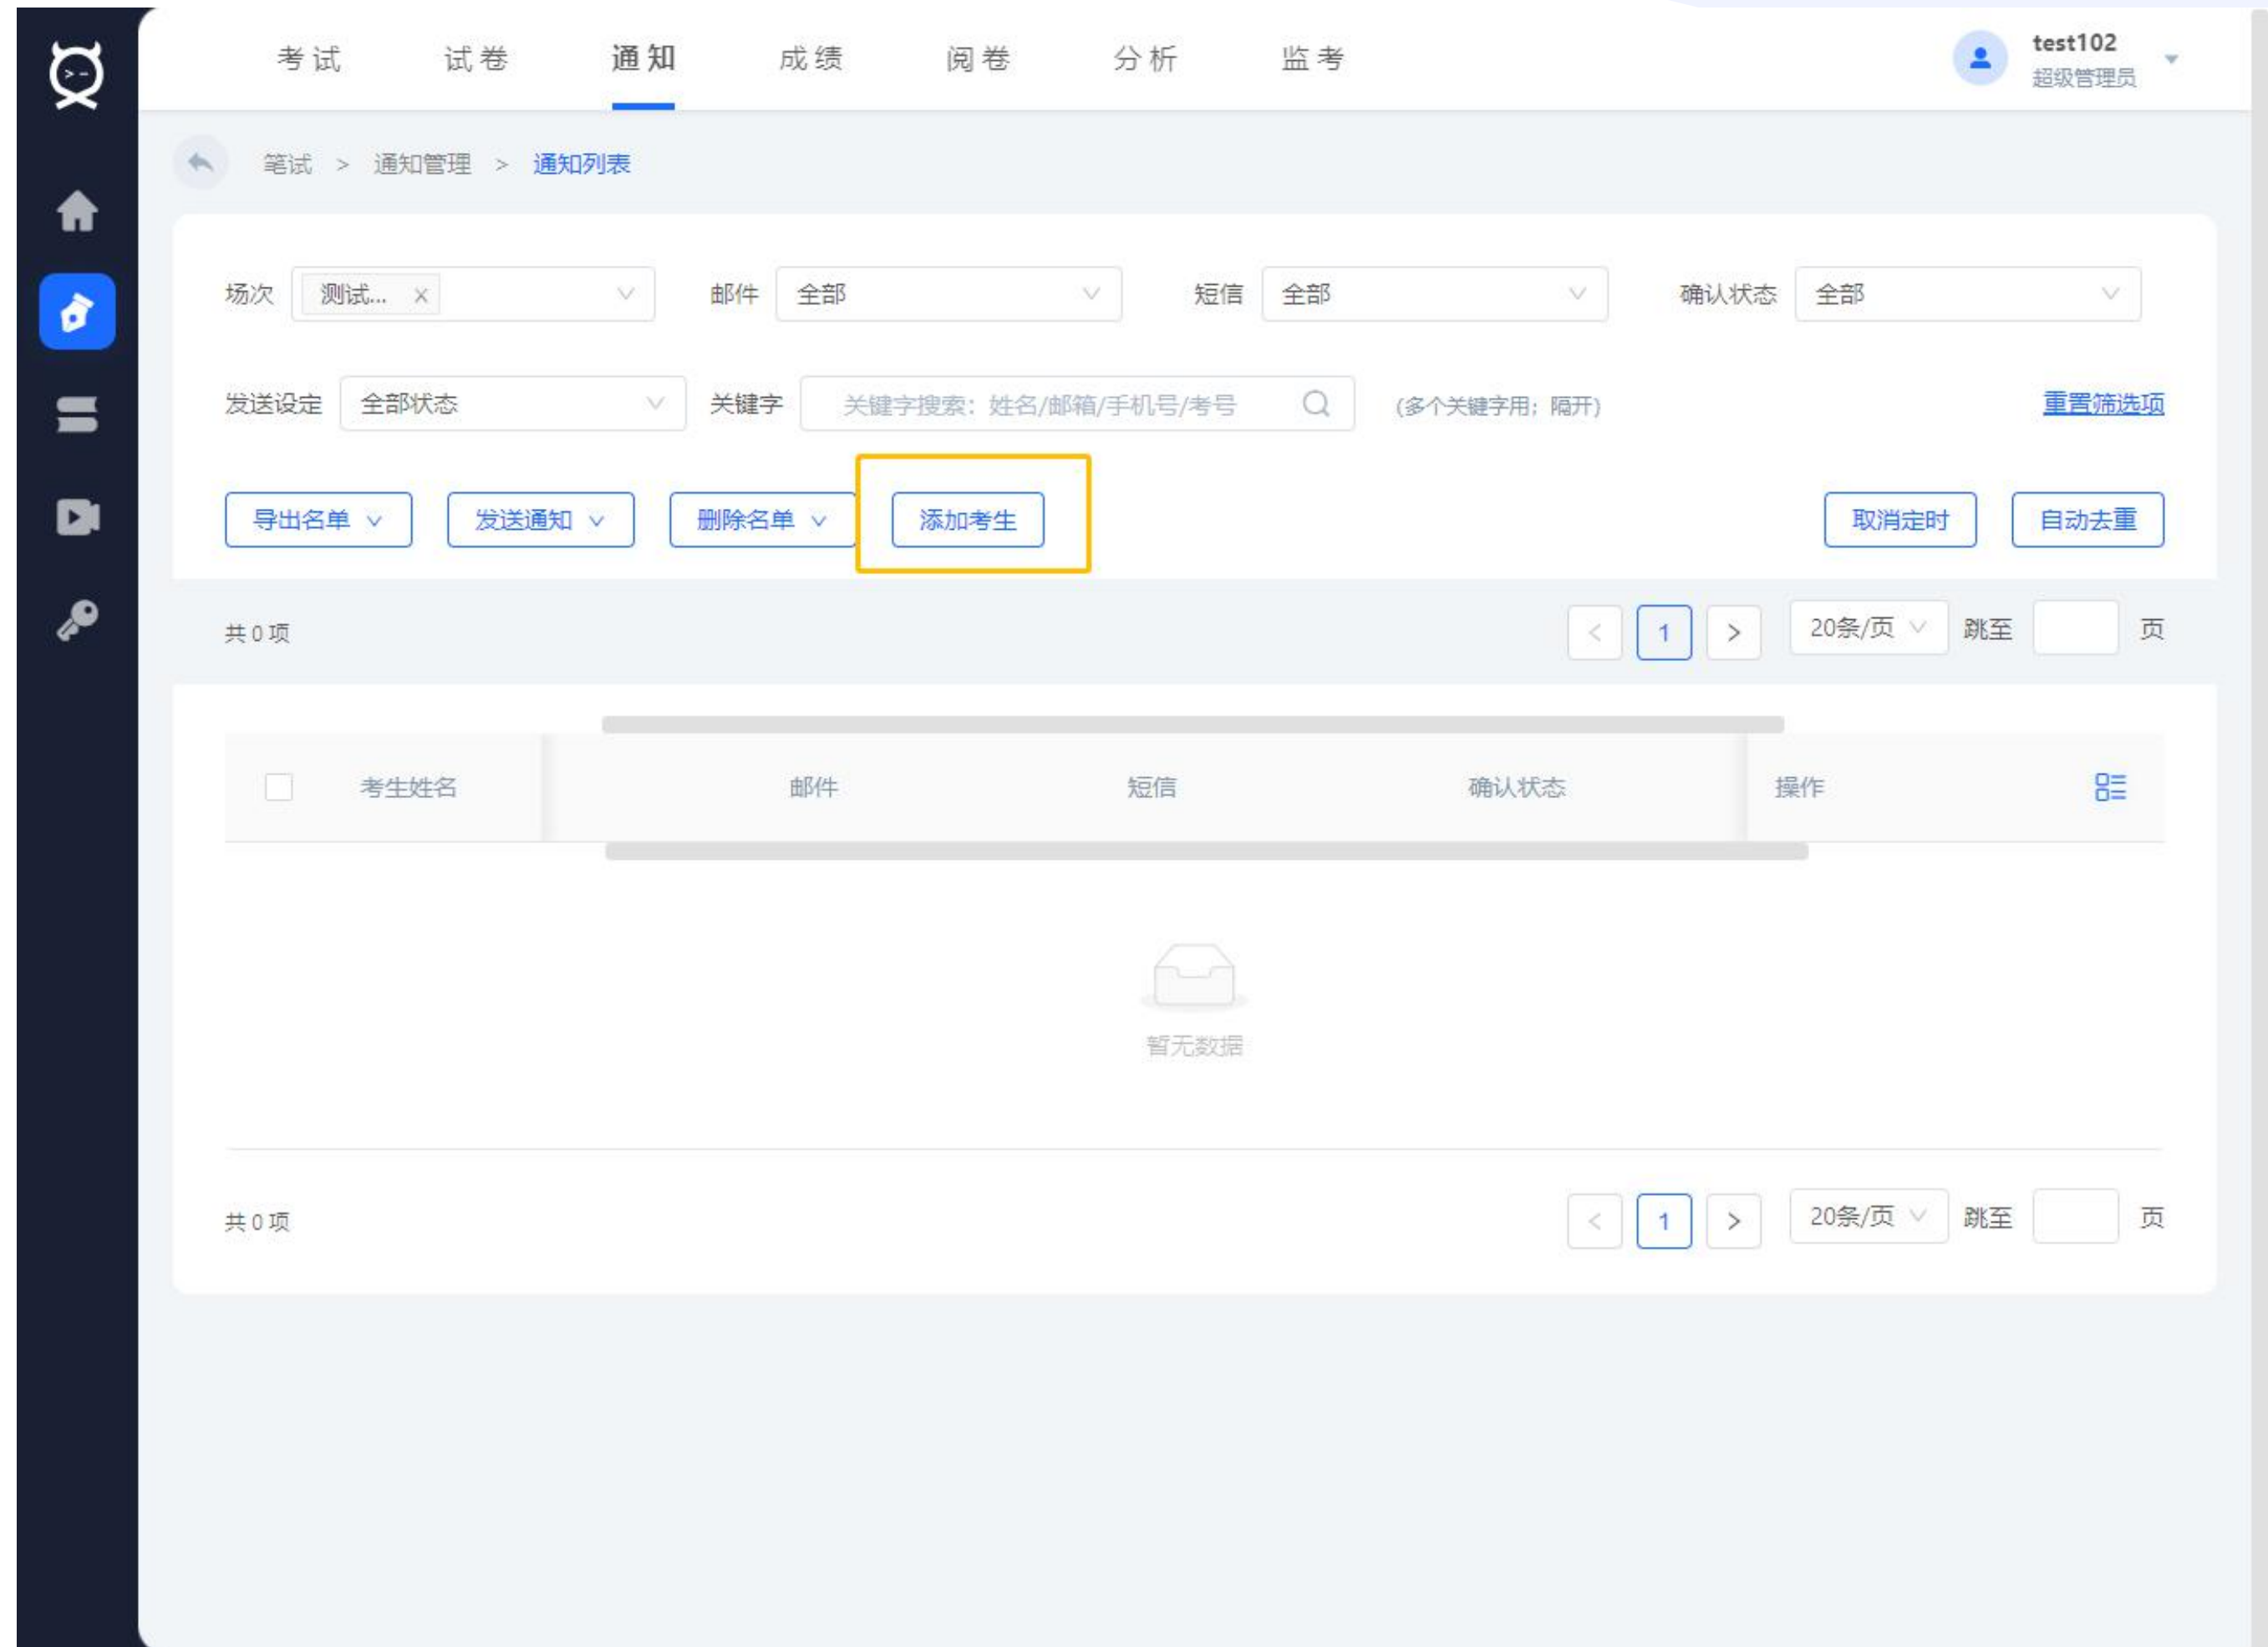 考试 试卷 通知 成绩 阅卷 分析 监考 test102
超级管理员
笔试 > 通知管理 > 通知列表
场次 测试... × 邮件 全部 短信 全部 确认状态 全部
发送设定 全部状态 关键字 关键字搜索：姓名/邮箱/手机号/考号 (多个关键字用；隔开) 重置筛选项
导出名单 发送通知 删除名单 添加考生 取消定时 自动去重
共 0 项 < 1 > 20条/页 跳至 页
考生姓名 邮件 短信 确认状态 操作
暂无数据
共 0 项 < 1 > 20条/页 跳至 页